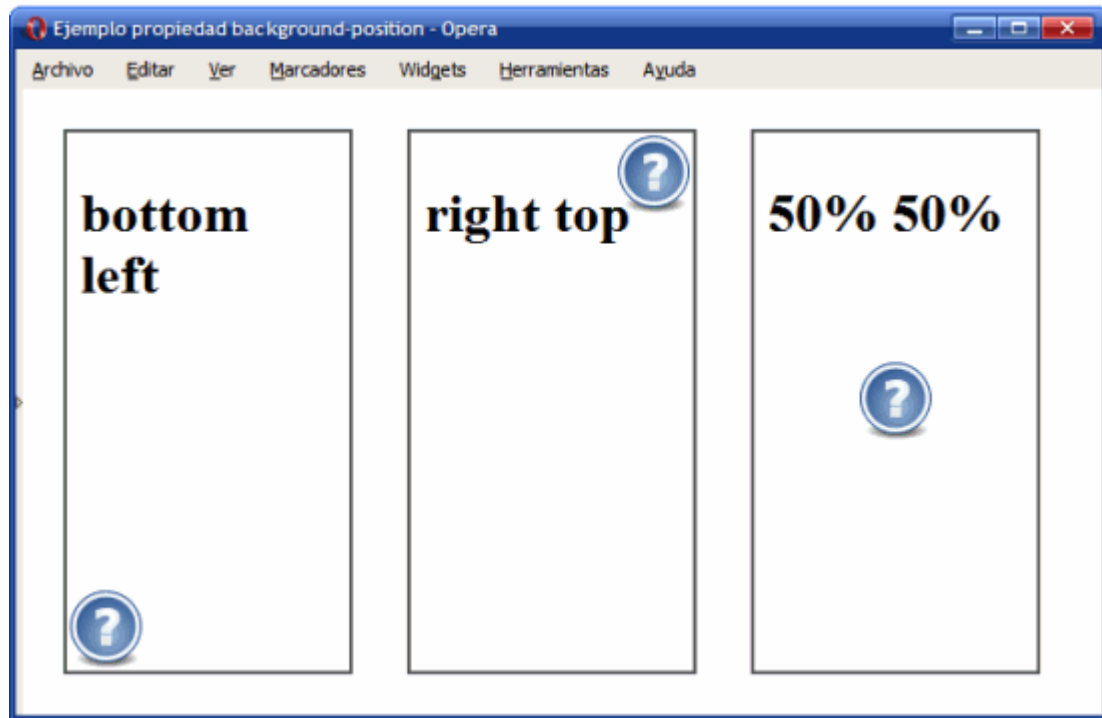 Ejemplo propiedad background-position - Opera
Archivo Editar Ver Marcadores Widgets Herramientas Ayuda
bottom
left
?
right top
?
50% 50%
?